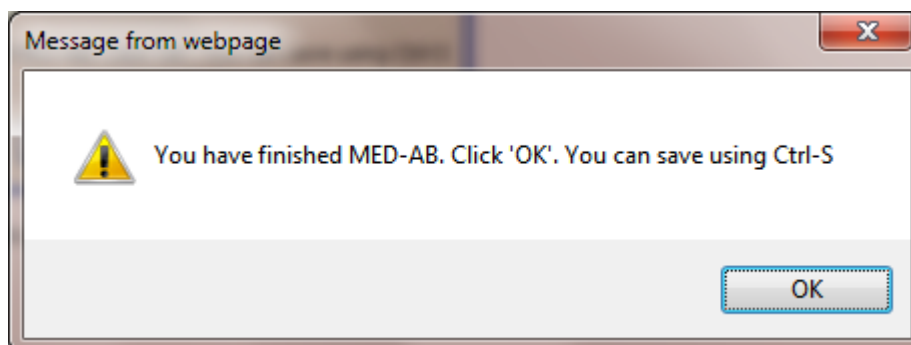 Message from webpage
You have finished MED-AB. Click 'OK'. You can save using Ctrl-S
OK